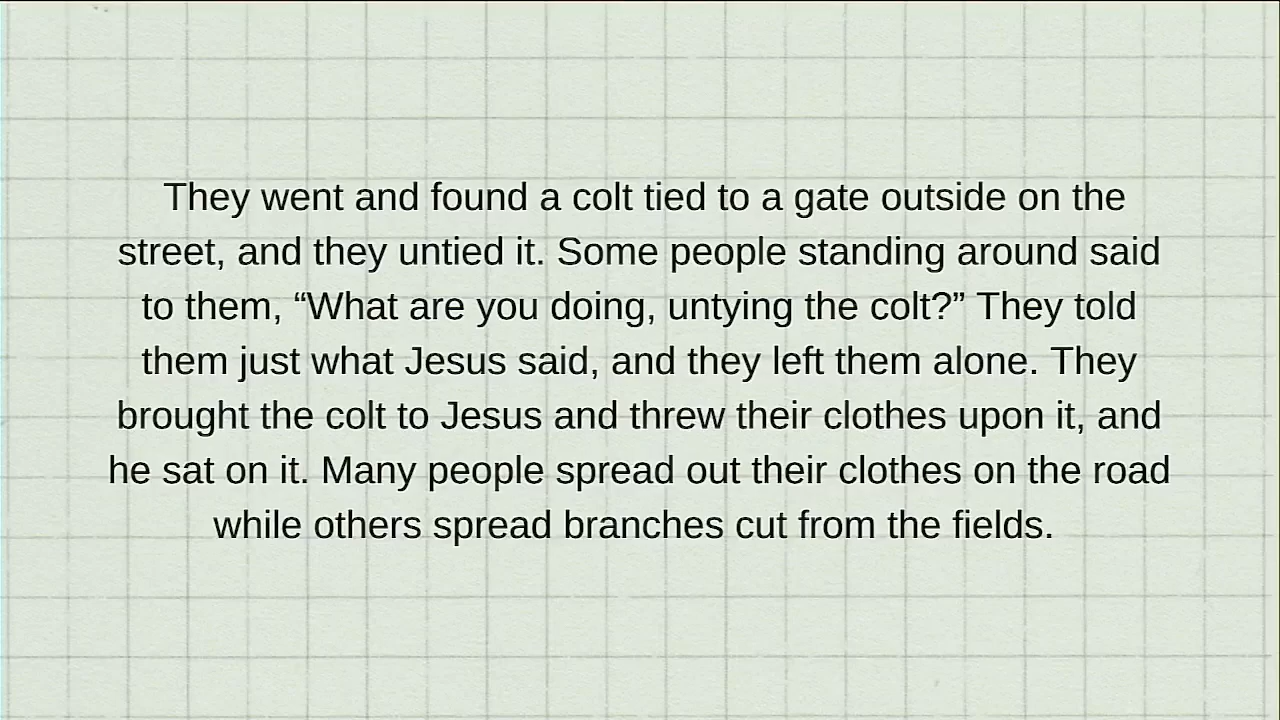 They went and found a colt tied to a gate outside on the
street, and they untied it. Some people standing around said
to them, “What are you doing, untying the colt?” They told
them just what Jesus said, and they left them alone. They
brought the colt to Jesus and threw their clothes upon it, and
he sat on it. Many people spread out their clothes on the road
while others spread branches cut from the fields.